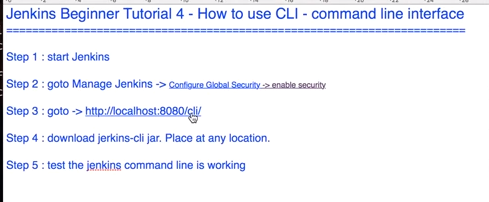 Jenkins Beginner Tutorial 4 - How to use CLI - command line interface
=================================================================
Step 1 : start Jenkins
Step 2 : goto Manage Jenkins -> Configure Global Security -> enable security
Step 3 : goto -> http://localhost:8080/cli/
Step 4 : download jerkins-cli jar. Place at any location.
Step 5 : test the jenkins command line is working